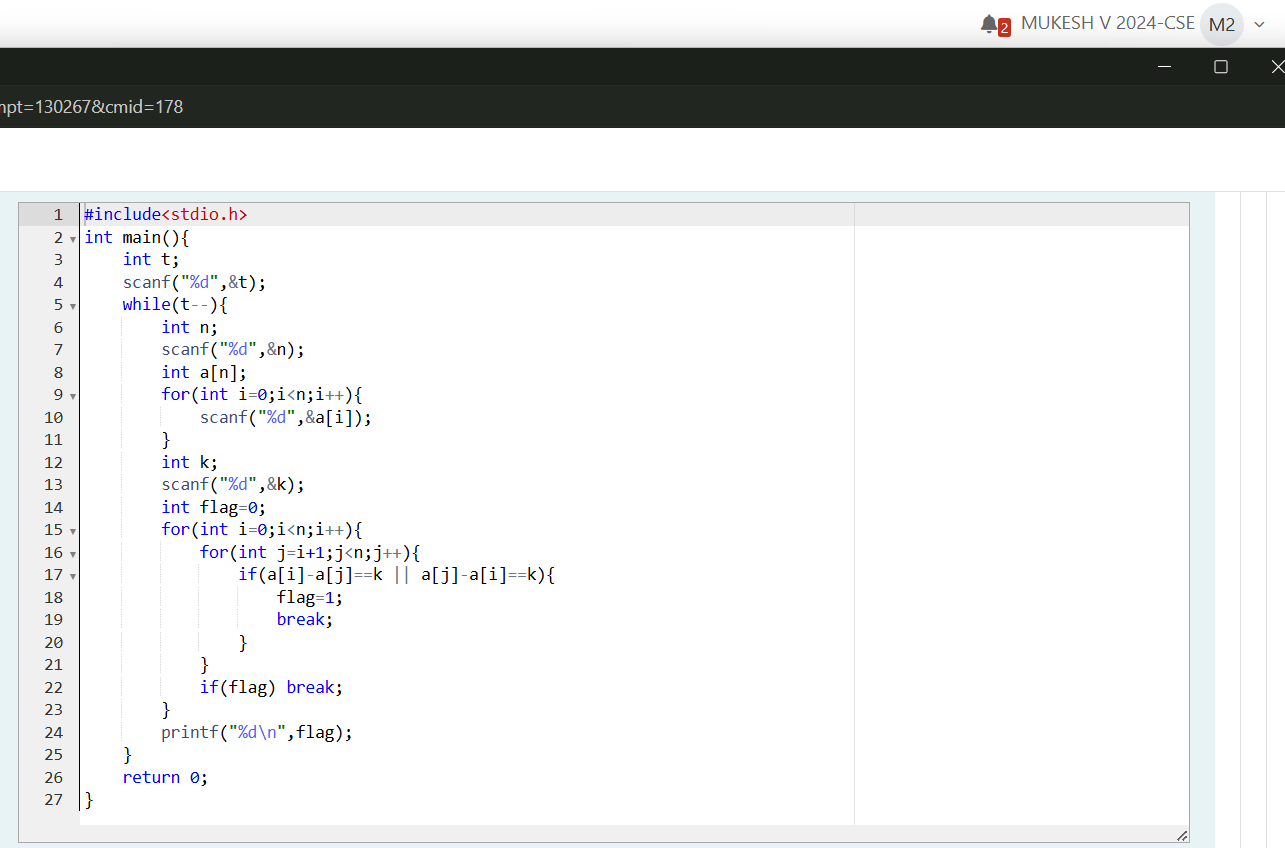 2 MUKESH V 2024-CSE M2
mpt=130267&cmid=178
1 #include<stdio.h>
2 int main(){
3     int t;
4     scanf("%d",&t);
5     while(t--){
6         int n;
7         scanf("%d",&n);
8         int a[n];
9         for(int i=0;i<n;i++){
10             scanf("%d",&a[i]);
11         }
12         int k;
13         scanf("%d",&k);
14         int flag=0;
15         for(int i=0;i<n;i++){
16             for(int j=i+1;j<n;j++){
17                 if(a[i]-a[j]==k || a[j]-a[i]==k){
18                     flag=1;
19                     break;
20                 }
21             }
22             if(flag) break;
23         }
24         printf("%d\n",flag);
25     }
26     return 0;
27 }